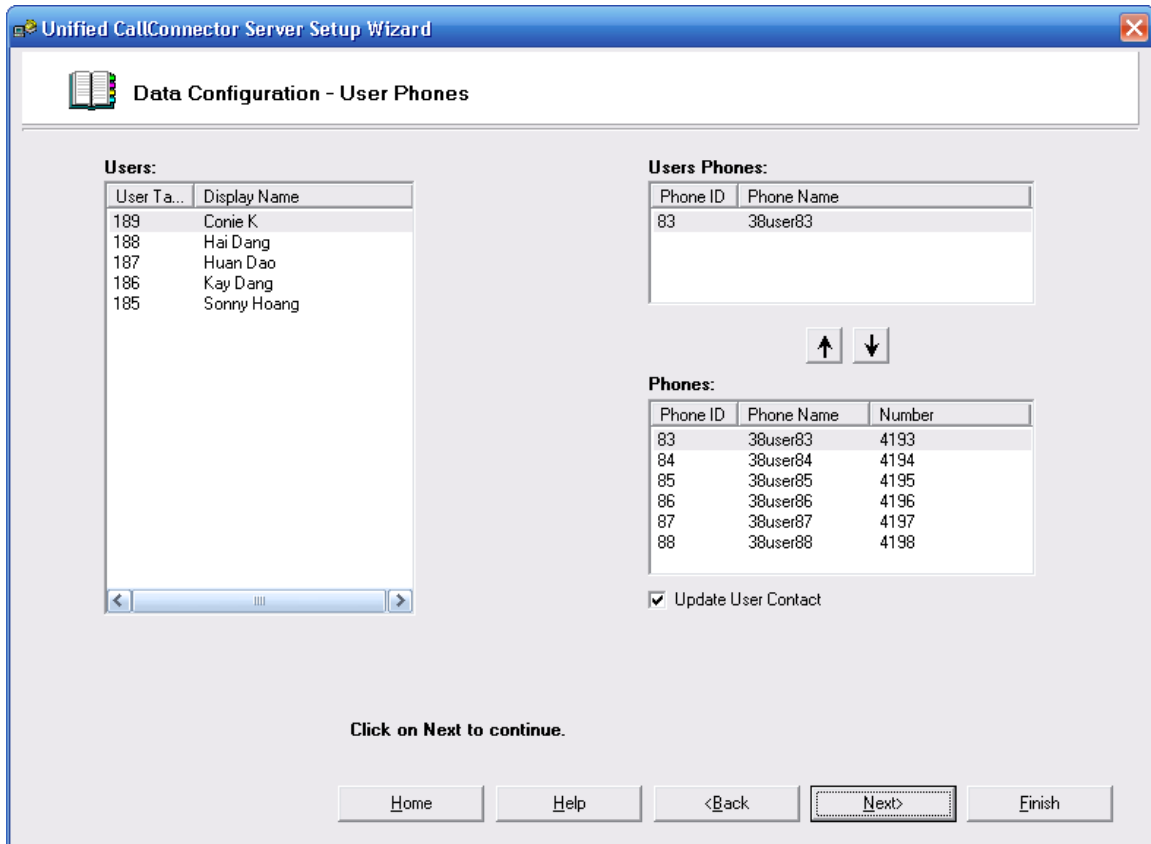 Unified CallConnector Server Setup Wizard
Data Configuration - User Phones
Users:
User Ta... Display Name
189 Conie K
188 Hai Dang
187 Huan Dao
186 Kay Dang
185 Sonny Hoang
Users Phones:
Phone ID Phone Name
83 38user83
Phones:
Phone ID Phone Name Number
83 38user83 4193
84 38user84 4194
85 38user85 4195
86 38user86 4196
87 38user87 4197
88 38user88 4198
Update User Contact
Click on Next to continue.
Home Help <Back Next> Finish